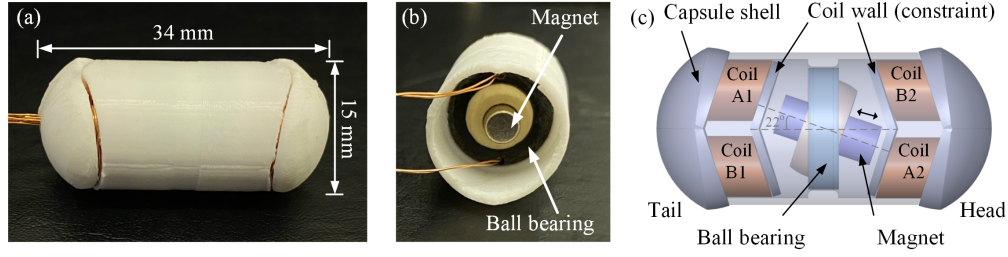 (a)
34 mm
15 mm
(b)
Magnet
Ball bearing
(c)
Capsule shell
Coil wall (constraint)
Coil
A1
Coil
B2
22°
Coil
B1
Coil
A2
Tail
Head
Ball bearing
Magnet